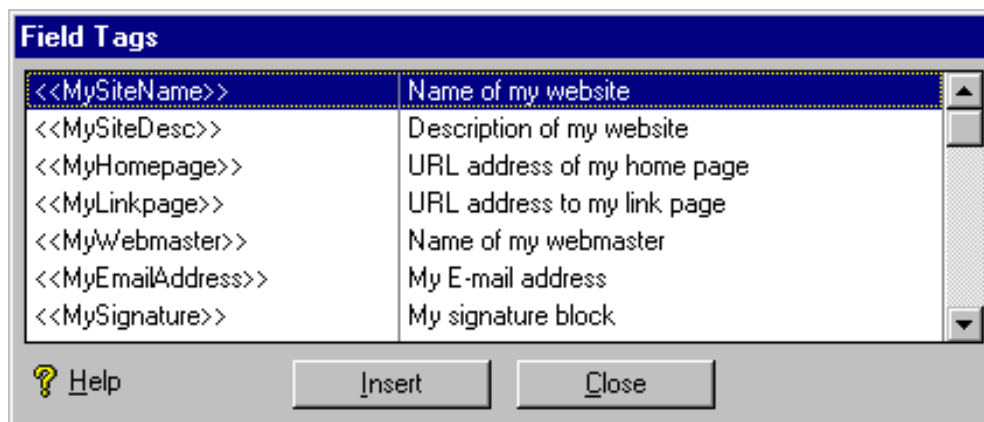 Field Tags
<<MySiteName>> Name of my website
<<MySiteDesc>> Description of my website
<<MyHomepage>> URL address of my home page
<<MyLinkpage>> URL address to my link page
<<MyWebmaster>> Name of my webmaster
<<MyEmailAddress>> My E-mail address
<<MySignature>> My signature block
Help Insert Close